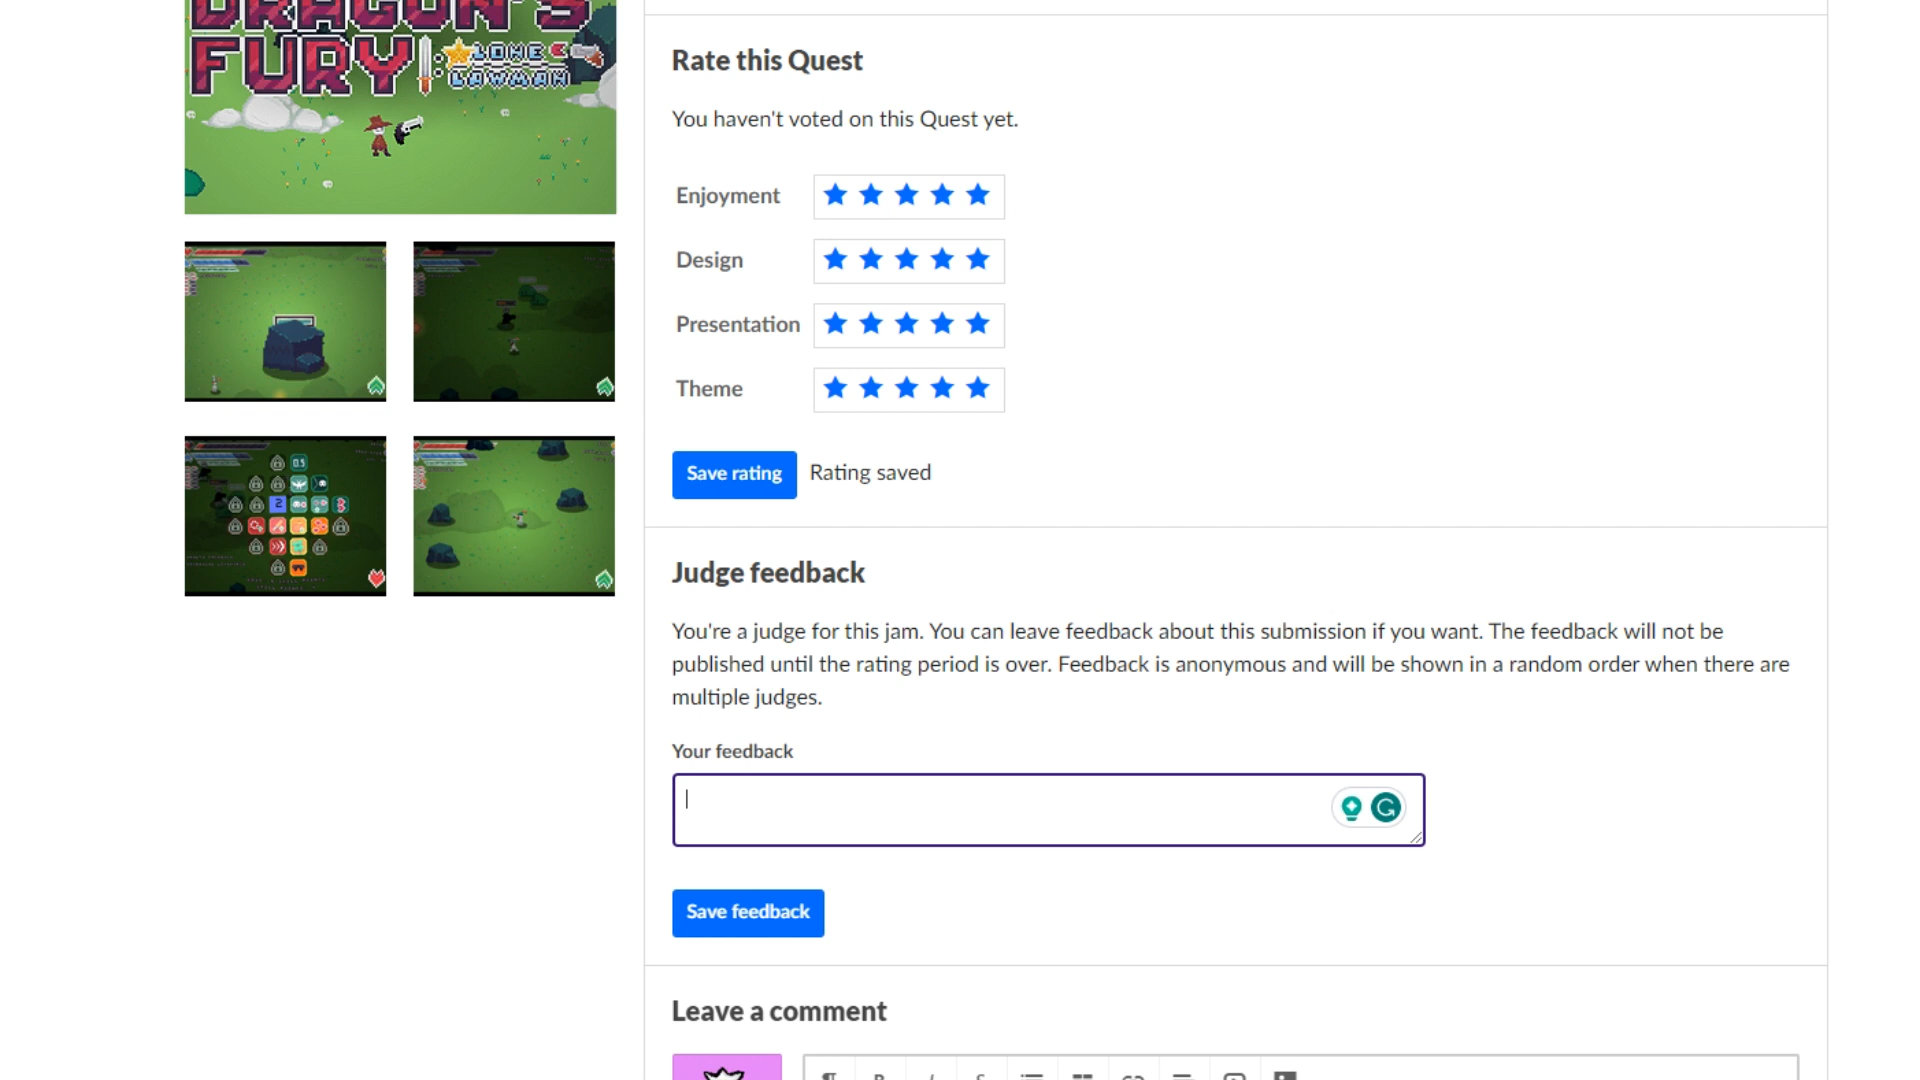 DRAGON'S
FURY
LONE
LAWMAN
Rate this Quest
You haven't voted on this Quest yet.
Enjoyment
Design
Presentation
Theme
Save rating
Rating saved
Judge feedback
You're a judge for this jam. You can leave feedback about this submission if you want. The feedback will not be
published until the rating period is over. Feedback is anonymous and will be shown in a random order when there are
multiple judges.
Your feedback
Save feedback
Leave a comment